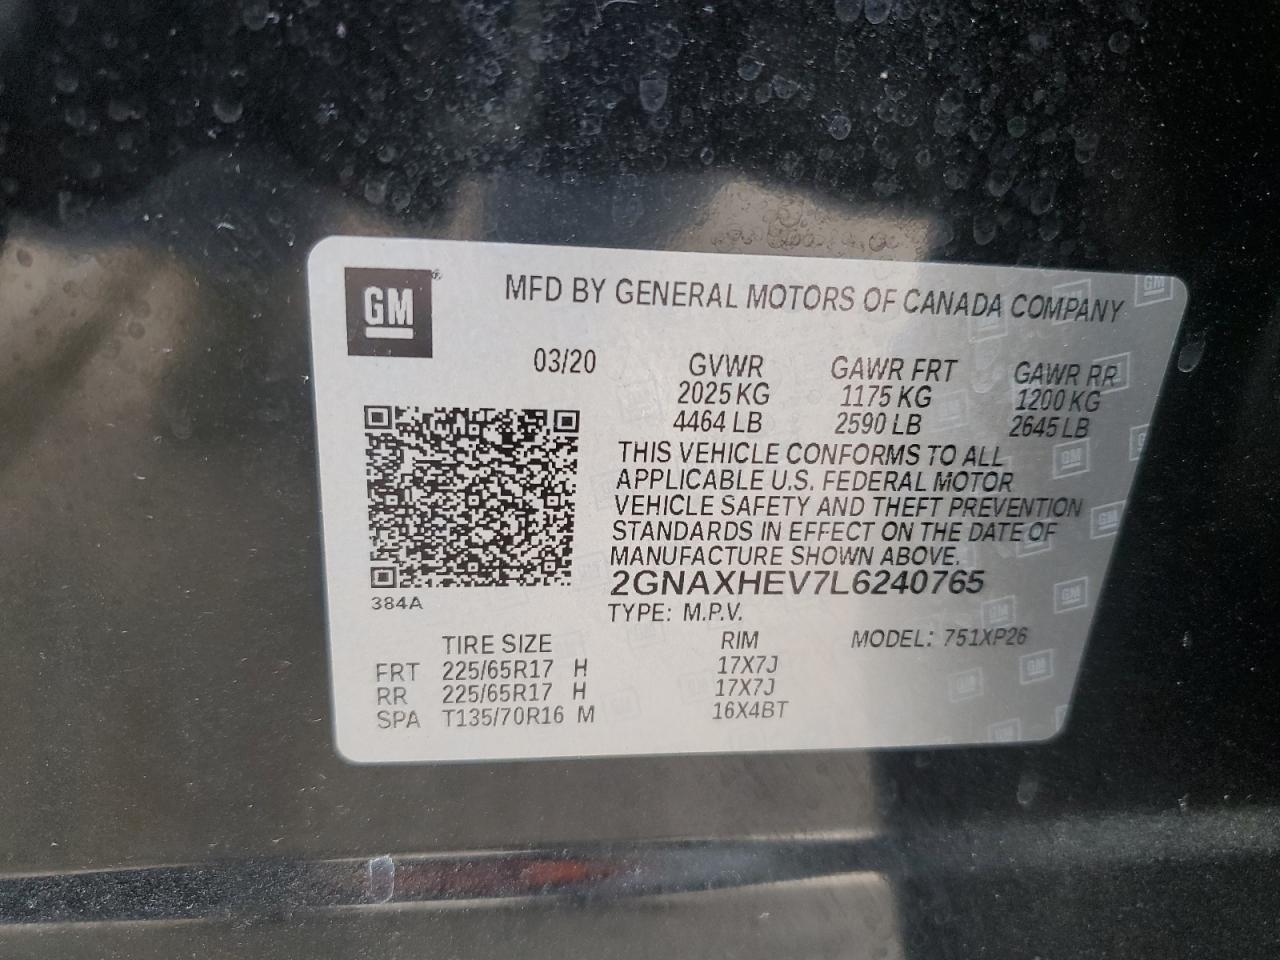 GM
MFD BY GENERAL MOTORS OF CANADA COMPANY
03/20
GVWR GAWR FRT GAWR RR
2025 KG 1175 KG 1200 KG
4464 LB 2590 LB 2645 LB
THIS VEHICLE CONFORMS TO ALL
APPLICABLE U.S. FEDERAL MOTOR
VEHICLE SAFETY AND THEFT PREVENTION
STANDARDS IN EFFECT ON THE DATE OF
MANUFACTURE SHOWN ABOVE.
2GNAXHEV7L6240765
384A
TYPE: M.P.V.
TIRE SIZE RIM MODEL: 751XP26
FRT 225/65R17 H 17X7J
RR 225/65R17 H 17X7J
SPA T135/70R16 M 16X4BT